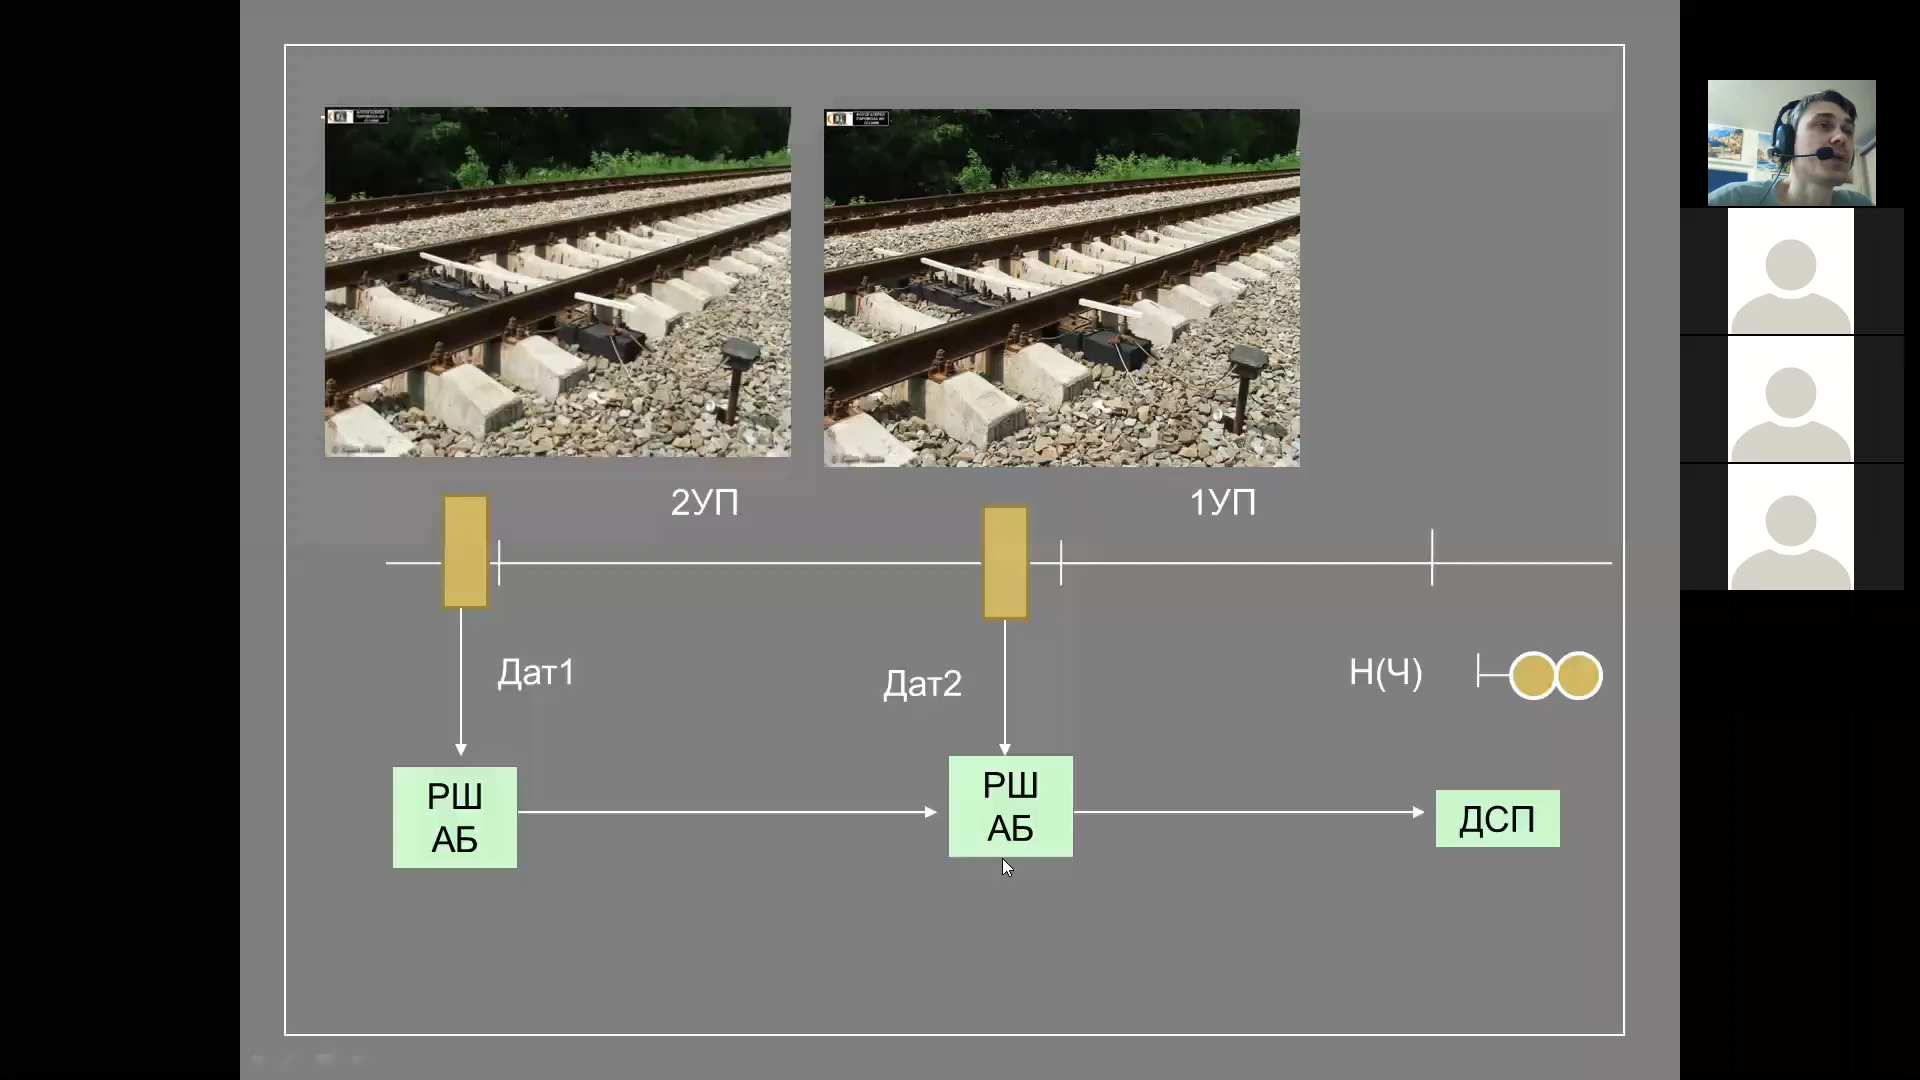 2УП
1УП
Дат1
Дат2
Н(Ч)
РШ
АБ
РШ
АБ
ДСП